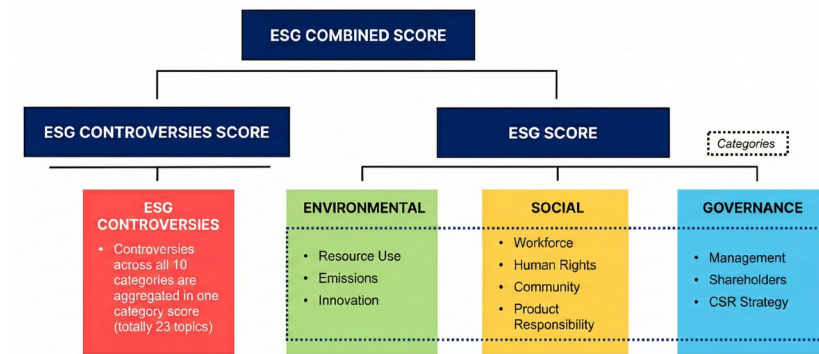 ESG COMBINED SCORE
ESG CONTROVERSIES SCORE
ESG SCORE
Categories
ESG
CONTROVERSIES
• Controversies
across all 10
categories are
aggregated in one
category score
(totally 23 topics)
ENVIRONMENTAL
• Resource Use
• Emissions
• Innovation
SOCIAL
• Workforce
• Human Rights
• Community
• Product
Responsibility
GOVERNANCE
• Management
• Shareholders
• CSR Strategy